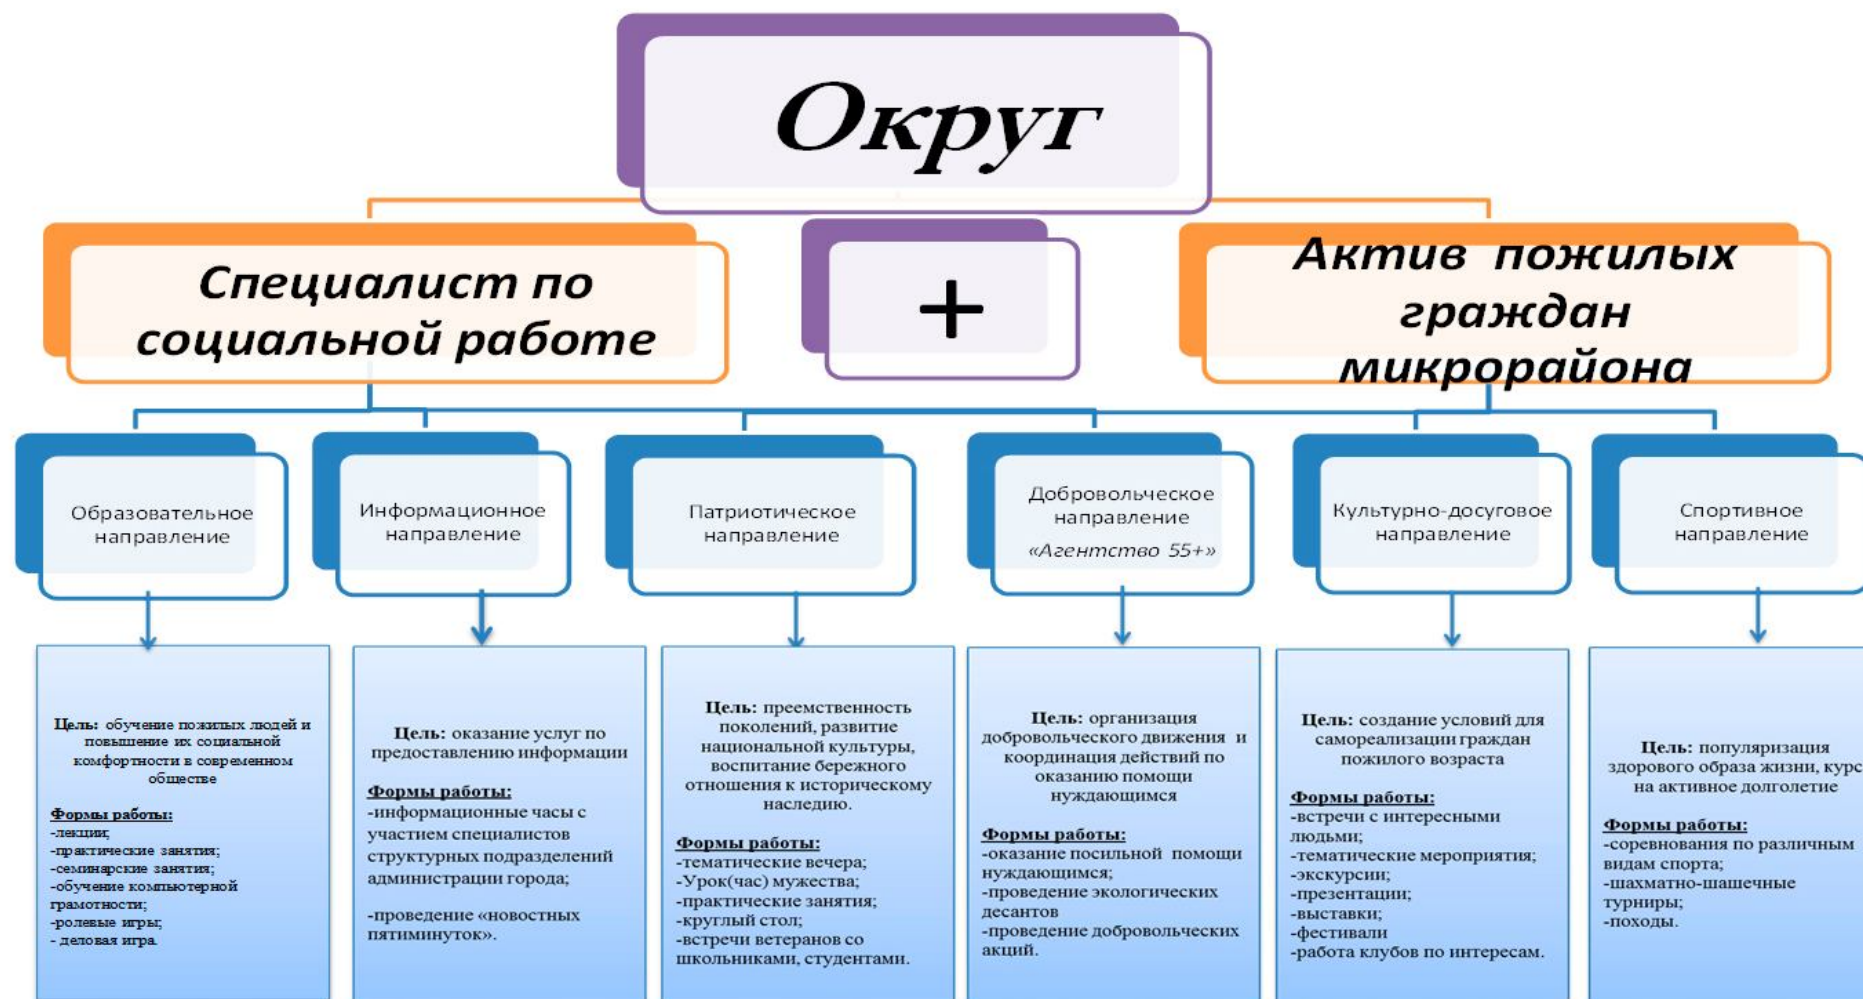 Округ
Специалист по
социальной работе
+
Актив пожилых
граждан
микрорайона
Образовательное
направление
Информационное
направление
Патриотическое
направление
Добровольческое
направление
«Агентство 55+»
Культурно-досуговое
направление
Спортивное
направление
Цель: обучение пожилых людей и
повышение их социальной
комфортности в современном
обществе
Формы работы:
-лекции;
-практические занятия;
-семинарские занятия;
-обучение компьютерной
грамотности;
-ролевые игры;
- деловая игра.
Цель: оказание услуг по
предоставлению информации
Формы работы:
-информационные часы с
участием специалистов
структурных подразделений
администрации города;
-проведение «новостных
пятиминуток».
Цель: преемственность
поколений, развитие
национальной культуры,
воспитание бережного
отношения к историческому
наследию.
Формы работы:
-тематические вечера;
-Урок(час) мужества;
-практические занятия;
-круглый стол;
-встречи ветеранов со
школьниками, студентами.
Цель: организация
добровольческого движения и
координация действий по
оказанию помощи
нуждающимся
Формы работы:
-оказание посильной помощи
нуждающимся;
-проведение экологических
десантов
-проведение добровольческих
акций.
Цель: создание условий для
самореализации граждан
пожилого возраста
Формы работы:
-встречи с интересными
людьми;
-тематические мероприятия;
-экскурсии;
-презентации;
-выставки;
-фестивали
-работа клубов по интересам.
Цель: популяризация
здорового образа жизни, курс
на активное долголетие
Формы работы:
-соревнования по различным
видам спорта;
-шахматно-шашечные
турниры;
-походы.